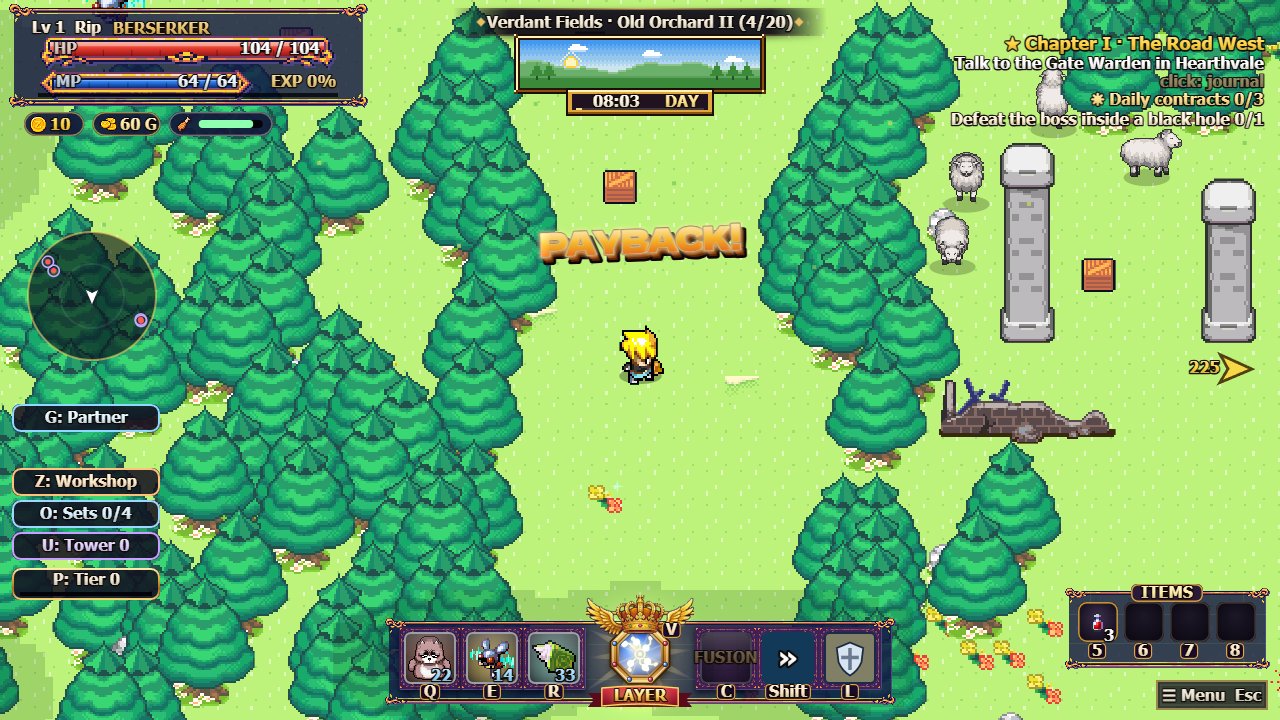 Lv 1 Rip BERSERKER
HP 104 / 104
MP 64 / 64 EXP 0%
10 60 G
Verdant Fields · Old Orchard II (4/20)
08:03 DAY
★ Chapter I · The Road West
Talk to the Gate Warden in Hearthvale
click: journal
Daily contracts 0/3
Defeat the boss inside a black hole 0/1
PAYBACK!
225
G: Partner
Z: Workshop
O: Sets 0/4
U: Tower 0
P: Tier 0
22 14 33 V FUSION
Q E R LAYER C Shift L
ITEMS
3
5 6 7 8
☰ Menu Esc